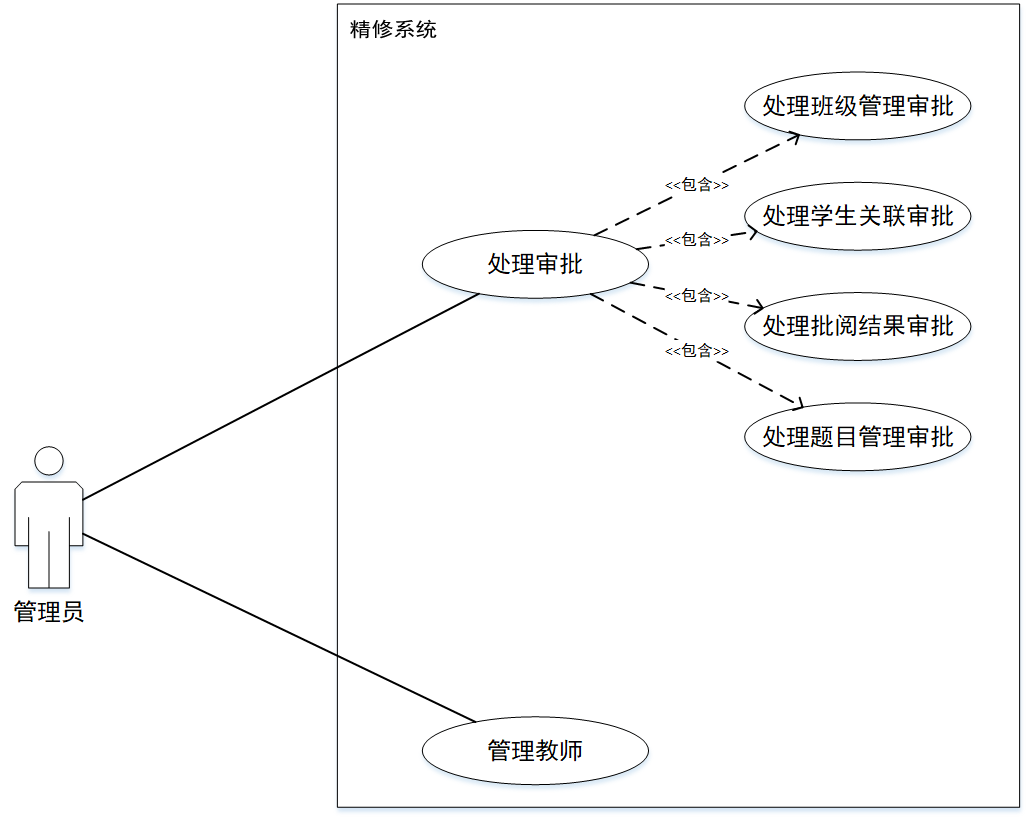 精修系统
处理班级管理审批
<<包含>>
处理学生关联审批
<<包含>>
处理审批
<<包含>>
处理批阅结果审批
<<包含>>
处理题目管理审批
管理员
管理教师